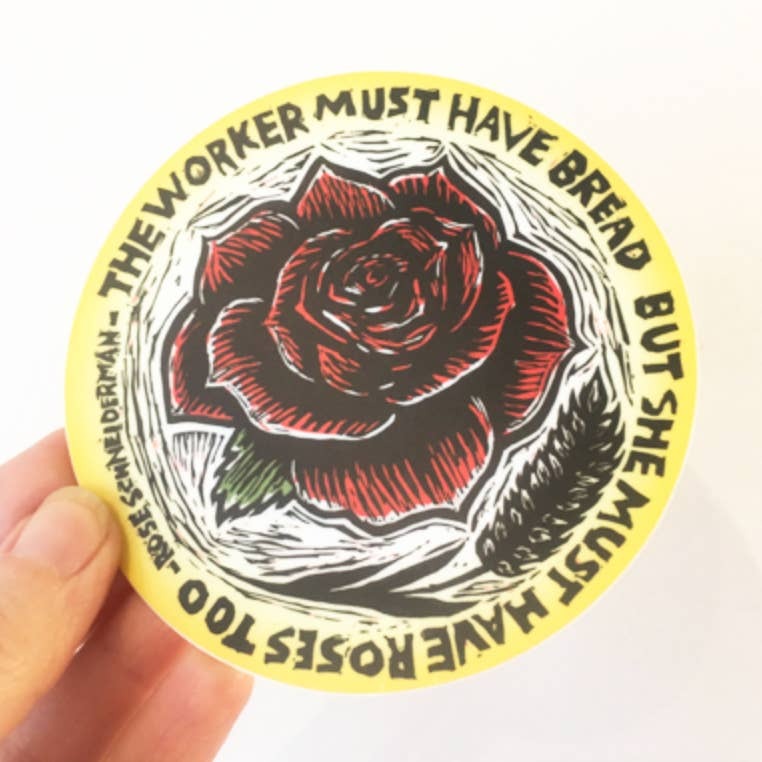 THE WORKER MUST HAVE BREAD BUT SHE MUST HAVE ROSES TOO
-ROSE SCHNEIDERMAN-